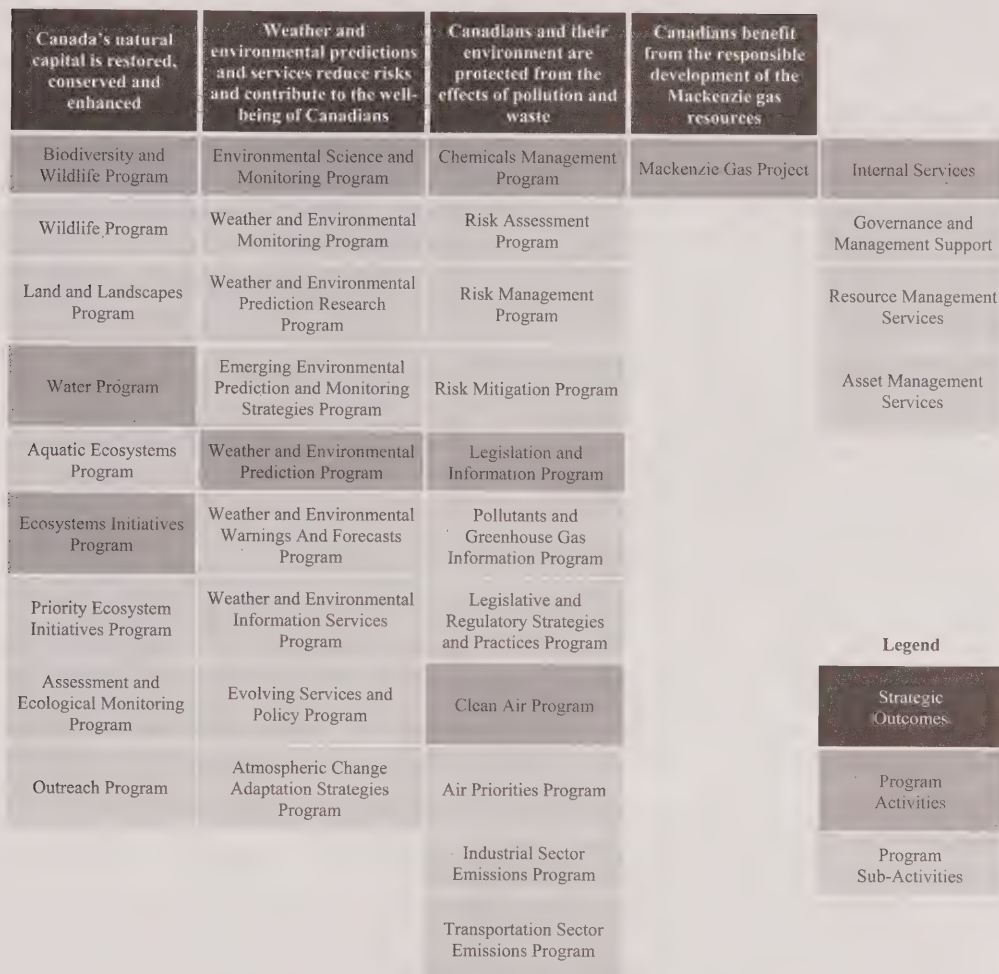 Canada's natural
capital is restored,
conserved and
enhanced
Weather and
environmental predictions
and services reduce risks
and contribute to the well-
being of Canadians
Canadians and their
environment are
protected from the
effects of pollution and
waste
Canadians benefit
from the responsible
development of the
Mackenzie gas
resources
Biodiversity and
Wildlife Program
Environmental Science and
Monitoring Program
Chemicals Management
Program
Mackenzie Gas Project
Internal Services
Wildlife Program
Weather and Environmental
Monitoring Program
Risk Assessment
Program
Governance and
Management Support
Land and Landscapes
Program
Weather and Environmental
Prediction Research
Program
Risk Management
Program
Resource Management
Services
Water Program
Emerging Environmental
Prediction and Monitoring
Strategies Program
Risk Mitigation Program
Asset Management
Services
Aquatic Ecosystems
Program
Weather and Environmental
Prediction Program
Legislation and
Information Program
Ecosystems Initiatives
Program
Weather and Environmental
Warnings And Forecasts
Program
Pollutants and
Greenhouse Gas
Information Program
Priority Ecosystem
Initiatives Program
Weather and Environmental
Information Services
Program
Legislative and
Regulatory Strategies
and Practices Program
Legend
Assessment and
Ecological Monitoring
Program
Evolving Services and
Policy Program
Clean Air Program
Strategic
Outcomes
Outreach Program
Atmospheric Change
Adaptation Strategies
Program
Air Priorities Program
Program
Activities
Industrial Sector
Emissions Program
Program
Sub-Activities
Transportation Sector
Emissions Program